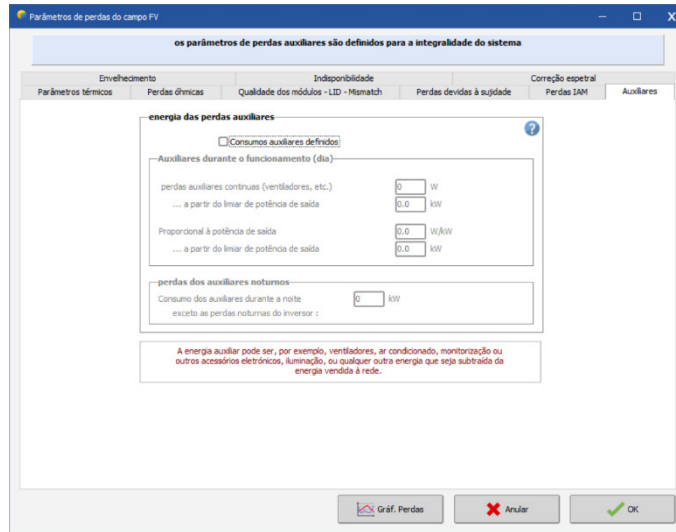 Parâmetros de perdas do campo FV
os parâmetros de perdas auxiliares são definidos para a integralidade do sistema
Envelhecimento Indisponibilidade Correção espetral
Parâmetros térmicos Perdas óhmicas Qualidade dos módulos - LID - Mismatch Perdas devidas à sujidade Perdas IAM Auxiliares
energia das perdas auxiliares
?
Consumos auxiliares definidos
Auxiliares durante o funcionamento (dia)
perdas auxiliares continuas (ventiladores, etc.) 0 W
... a partir do limiar de potência de saída 0.0 kW
Proporcional à potência de saída 0.0 W/kW
... a partir do limiar de potência de saída 0.0 kW
perdas dos auxiliares noturnos
Consumo dos auxiliares durante a noite 0 kW
exceto as perdas noturnas do inversor :
A energia auxiliar pode ser, por exemplo, ventiladores, ar condicionado, monitorização ou
outros acessórios eletrónicos, iluminação, ou qualquer outra energia que seja subtraída da
energia vendida à rede.
Gráf. Perdas Anular OK